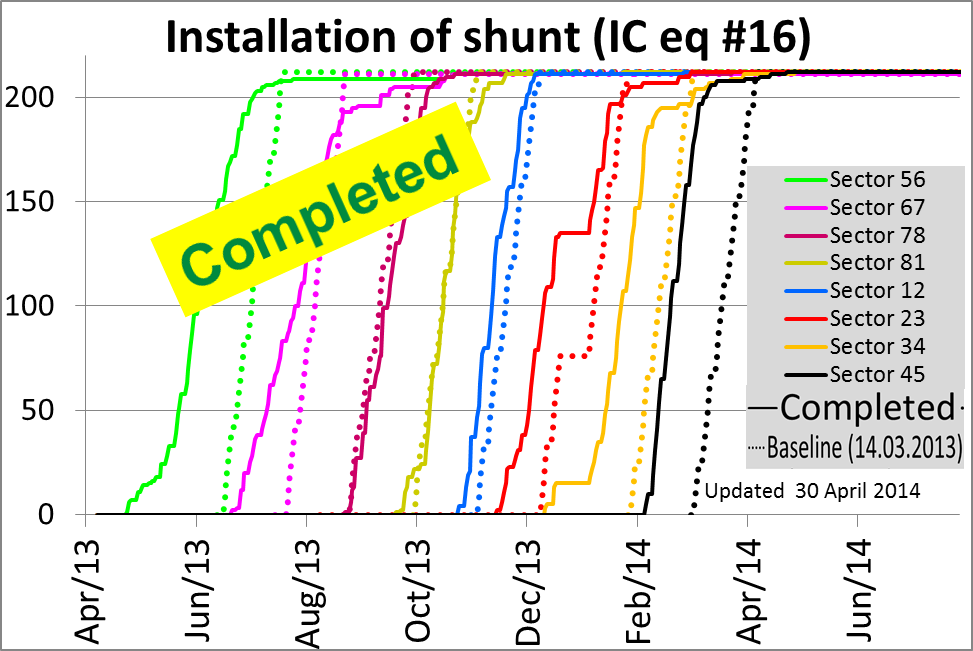 Installation of shunt (IC eq #16)
200
150
100
50
0
Completed
Sector 56
Sector 67
Sector 78
Sector 81
Sector 12
Sector 23
Sector 34
Sector 45
Completed
Baseline (14.03.2013)
Updated 30 April 2014
Apr/13
Jun/13
Aug/13
Oct/13
Dec/13
Feb/14
Apr/14
Jun/14